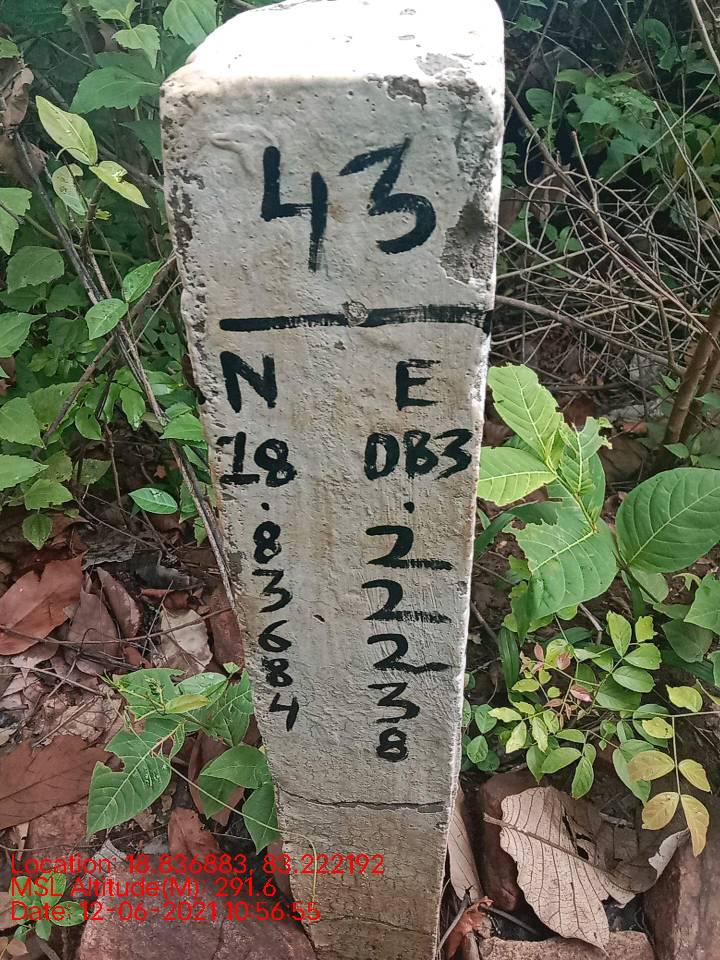 43
N E
18 083
. .
8 2
3 2
6 2
8 3
4 8
Location: 18.836883, 83.222192
MSL Altitude(M): 291.6
Date: 12-06-2021 10:56:55